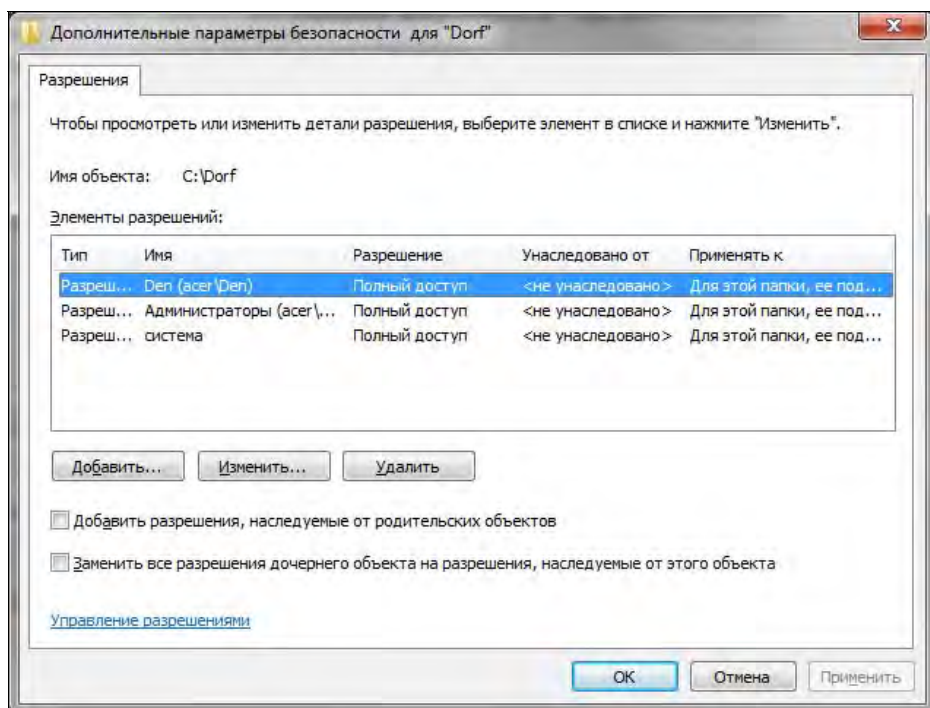 Дополнительные параметры безопасности для "Dorf"
Разрешения
Чтобы просмотреть или изменить детали разрешения, выберите элемент в списке и нажмите "Изменить".
Имя объекта: C:\Dorf
Элементы разрешений:
Тип Имя Разрешение Унаследовано от Применять к
Разреш... Den (acer\Den) Полный доступ <не унаследовано> Для этой папки, ее под...
Разреш... Администраторы (acer\... Полный доступ <не унаследовано> Для этой папки, ее под...
Разреш... система Полный доступ <не унаследовано> Для этой папки, ее под...
Добавить... Изменить... Удалить
Добавить разрешения, наследуемые от родительских объектов
Заменить все разрешения дочернего объекта на разрешения, наследуемые от этого объекта
Управление разрешениями
ОК Отмена Применить